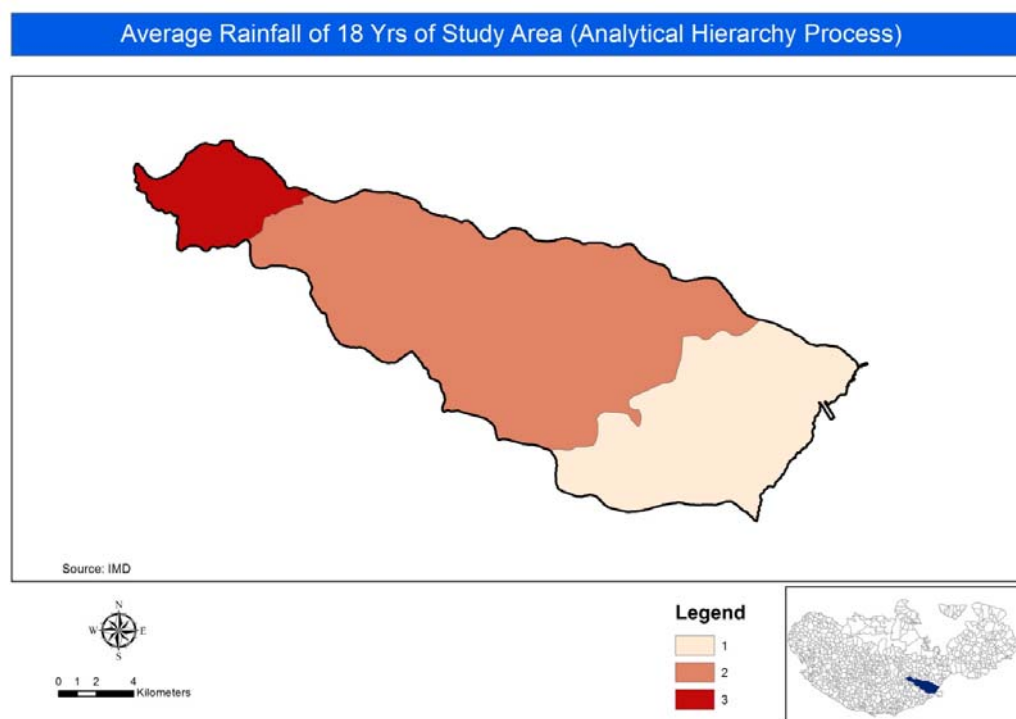 Average Rainfall of 18 Yrs of Study Area (Analytical Hierarchy Process)
Source: IMD
N
W E
S
0 1 2 4
Kilometers
Legend
1
2
3